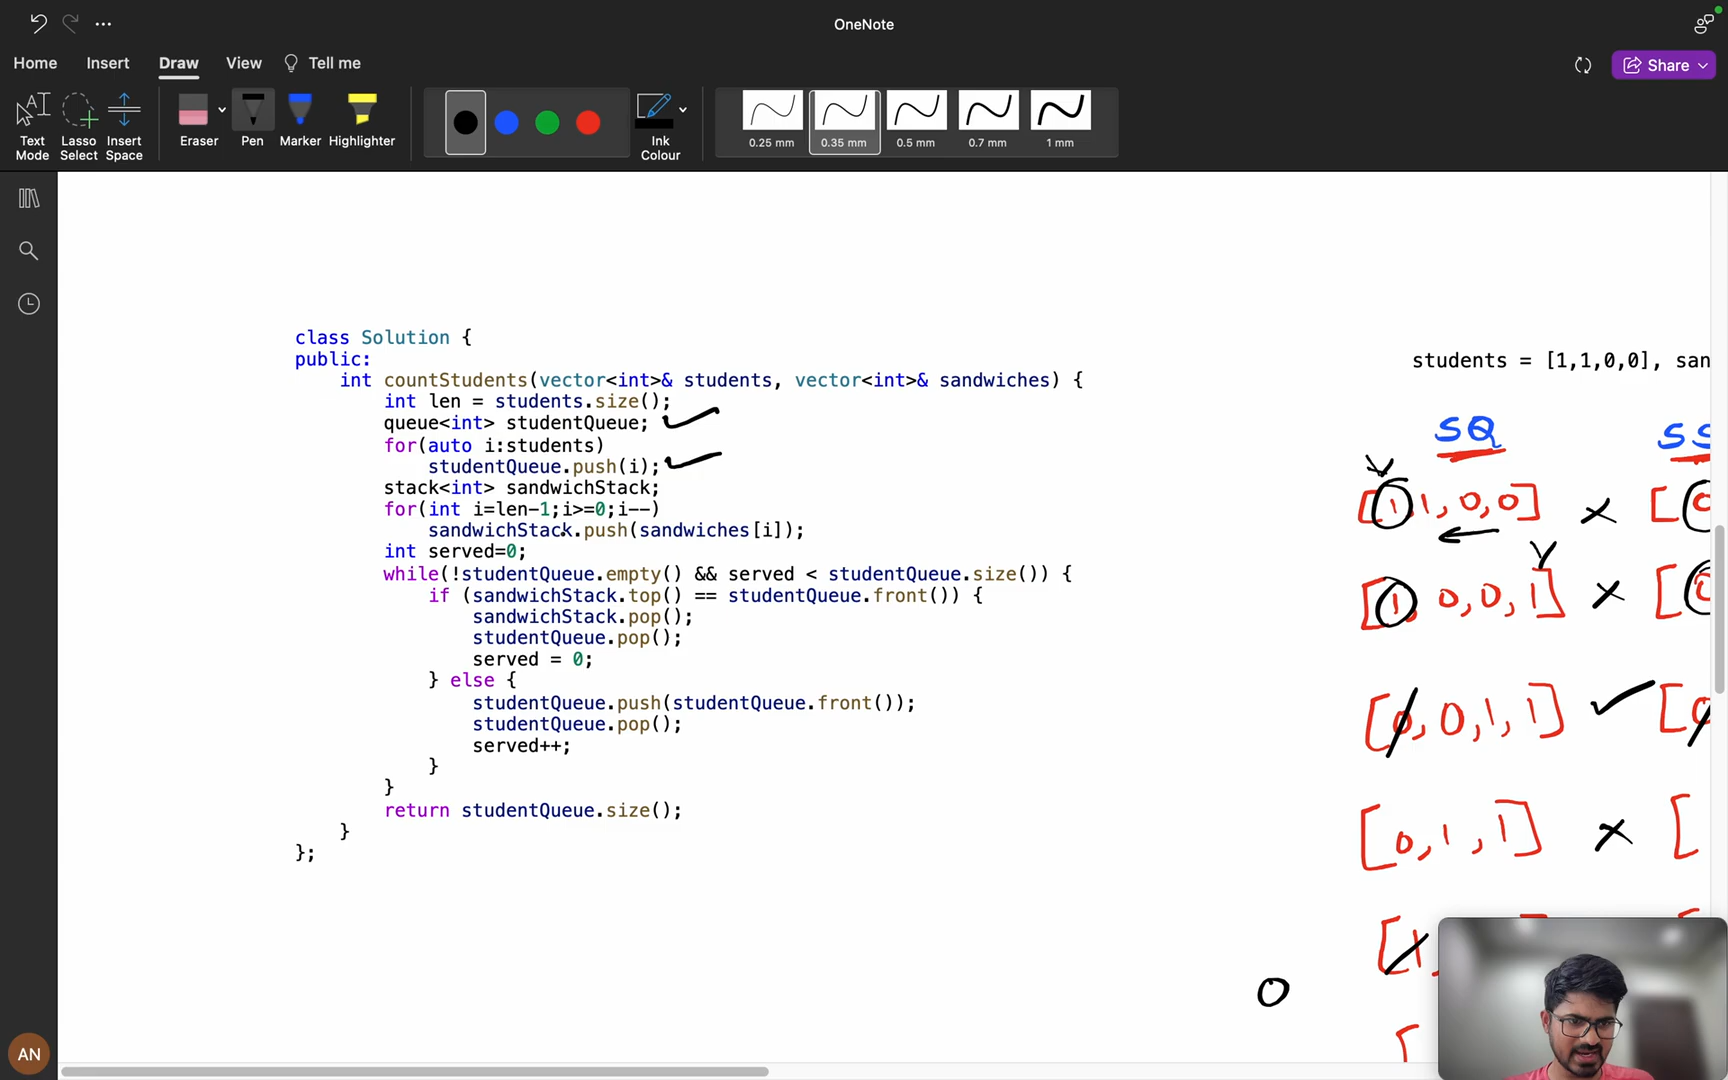 OneNote
Home Insert Draw View Tell me
Share
Text Mode
Lasso Select
Insert Space
Eraser
Pen
Marker
Highlighter
Ink Colour
0.25 mm
0.35 mm
0.5 mm
0.7 mm
1 mm
class Solution {
public:
int countStudents(vector<int>& students, vector<int>& sandwiches) {
int len = students.size();
queue<int> studentQueue;
for(auto i:students)
studentQueue.push(i);
stack<int> sandwichStack;
for(int i=len-1;i>=0;i--)
sandwichStack.push(sandwiches[i]);
int served=0;
while(!studentQueue.empty() && served < studentQueue.size()) {
if (sandwichStack.top() == studentQueue.front()) {
sandwichStack.pop();
studentQueue.pop();
served = 0;
} else {
studentQueue.push(studentQueue.front());
studentQueue.pop();
served++;
}
}
return studentQueue.size();
}
};
students = [1,1,0,0], san
SQ SS
[1,1,0,0] × [0
[1,0,0,1] × [0
[0,0,1,1] ✓ [0
[0,1,1] × [
[1,
0
[
AN